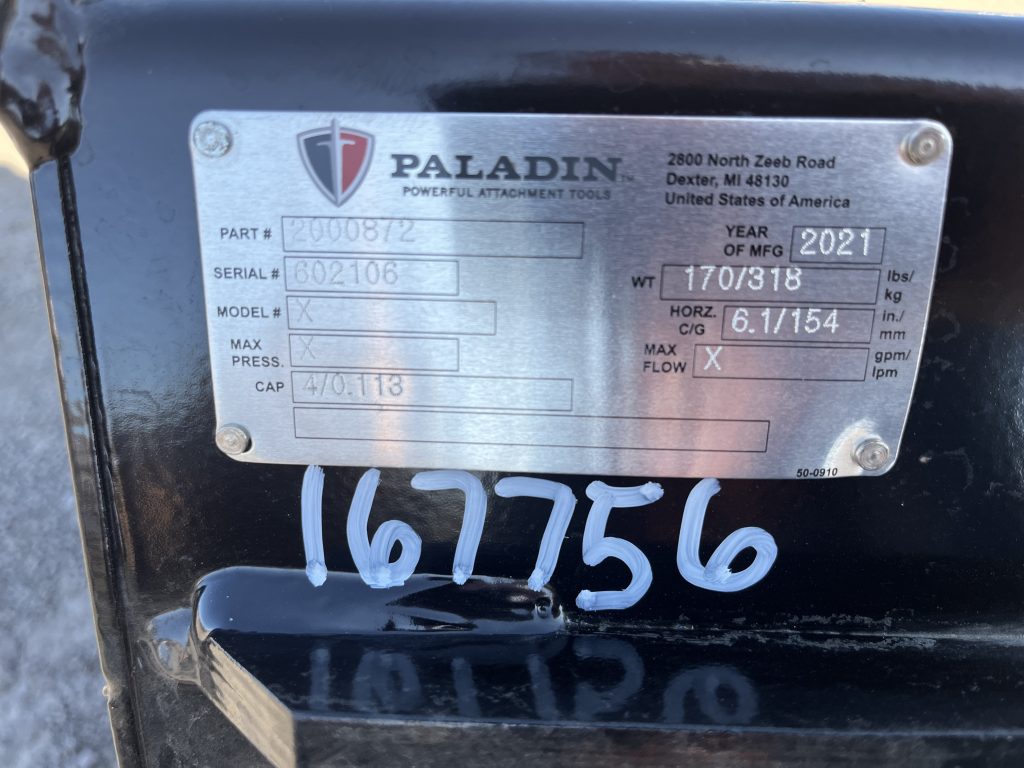 PALADIN™
POWERFUL ATTACHMENT TOOLS
2800 North Zeeb Road
Dexter, MI 48130
United States of America
PART # 2000872
YEAR OF MFG 2021
SERIAL # 602106
WT 170/318 lbs/ kg
MODEL # X
HORZ. C/G 6.1/154 in./ mm
MAX PRESS. X
MAX FLOW X gpm/ lpm
CAP 4/0.113
50-0910
167756